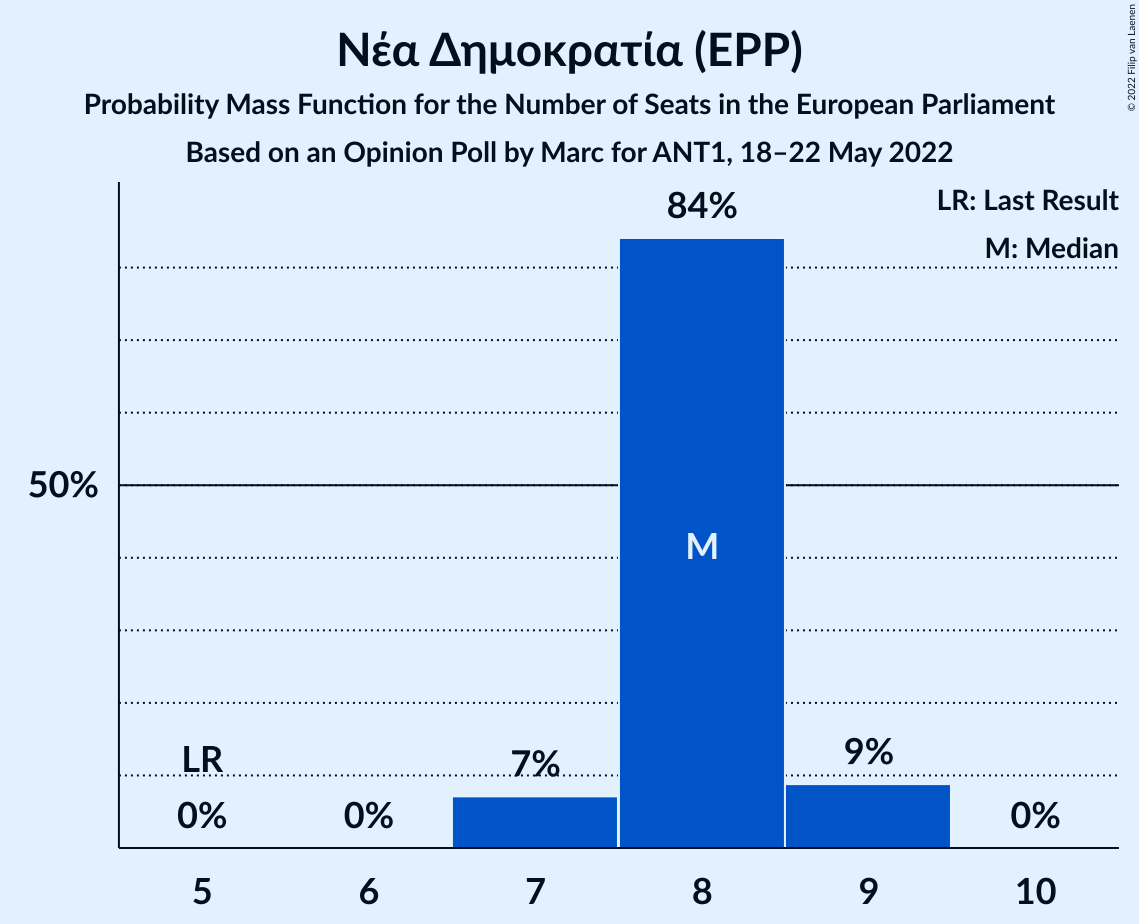 Νέα Δημοκρατία (EPP)
Probability Mass Function for the Number of Seats in the European Parliament
Based on an Opinion Poll by Marc for ANT1, 18–22 May 2022
© 2022 Filip van Laenen
LR: Last Result
M: Median
84%
50%
M
LR
7%
9%
0%
0%
0%
5
6
7
8
9
10